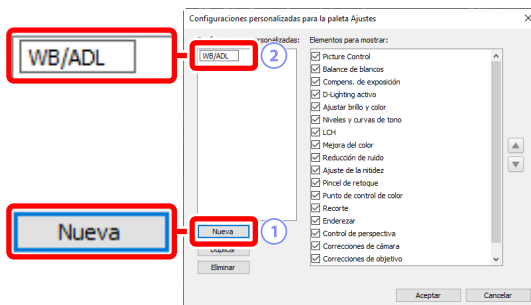 Configuraciones personalizadas para la paleta Ajustes
personalizadas:
Elementos para mostrar:
WB/ADL
WB/ADL
2
Picture Control
Balance de blancos
Compens. de exposición
D-Lighting activo
Ajustar brillo y color
Niveles y curvas de tono
LCH
Mejora del color
Reducción de ruido
Ajuste de la nitidez
Pincel de retoque
Punto de control de color
Recorte
Enderezar
Control de perspectiva
Correcciones de cámara
Correcciones de objetivo
Nueva
Nueva
1
Duplicar
Eliminar
Aceptar
Cancelar